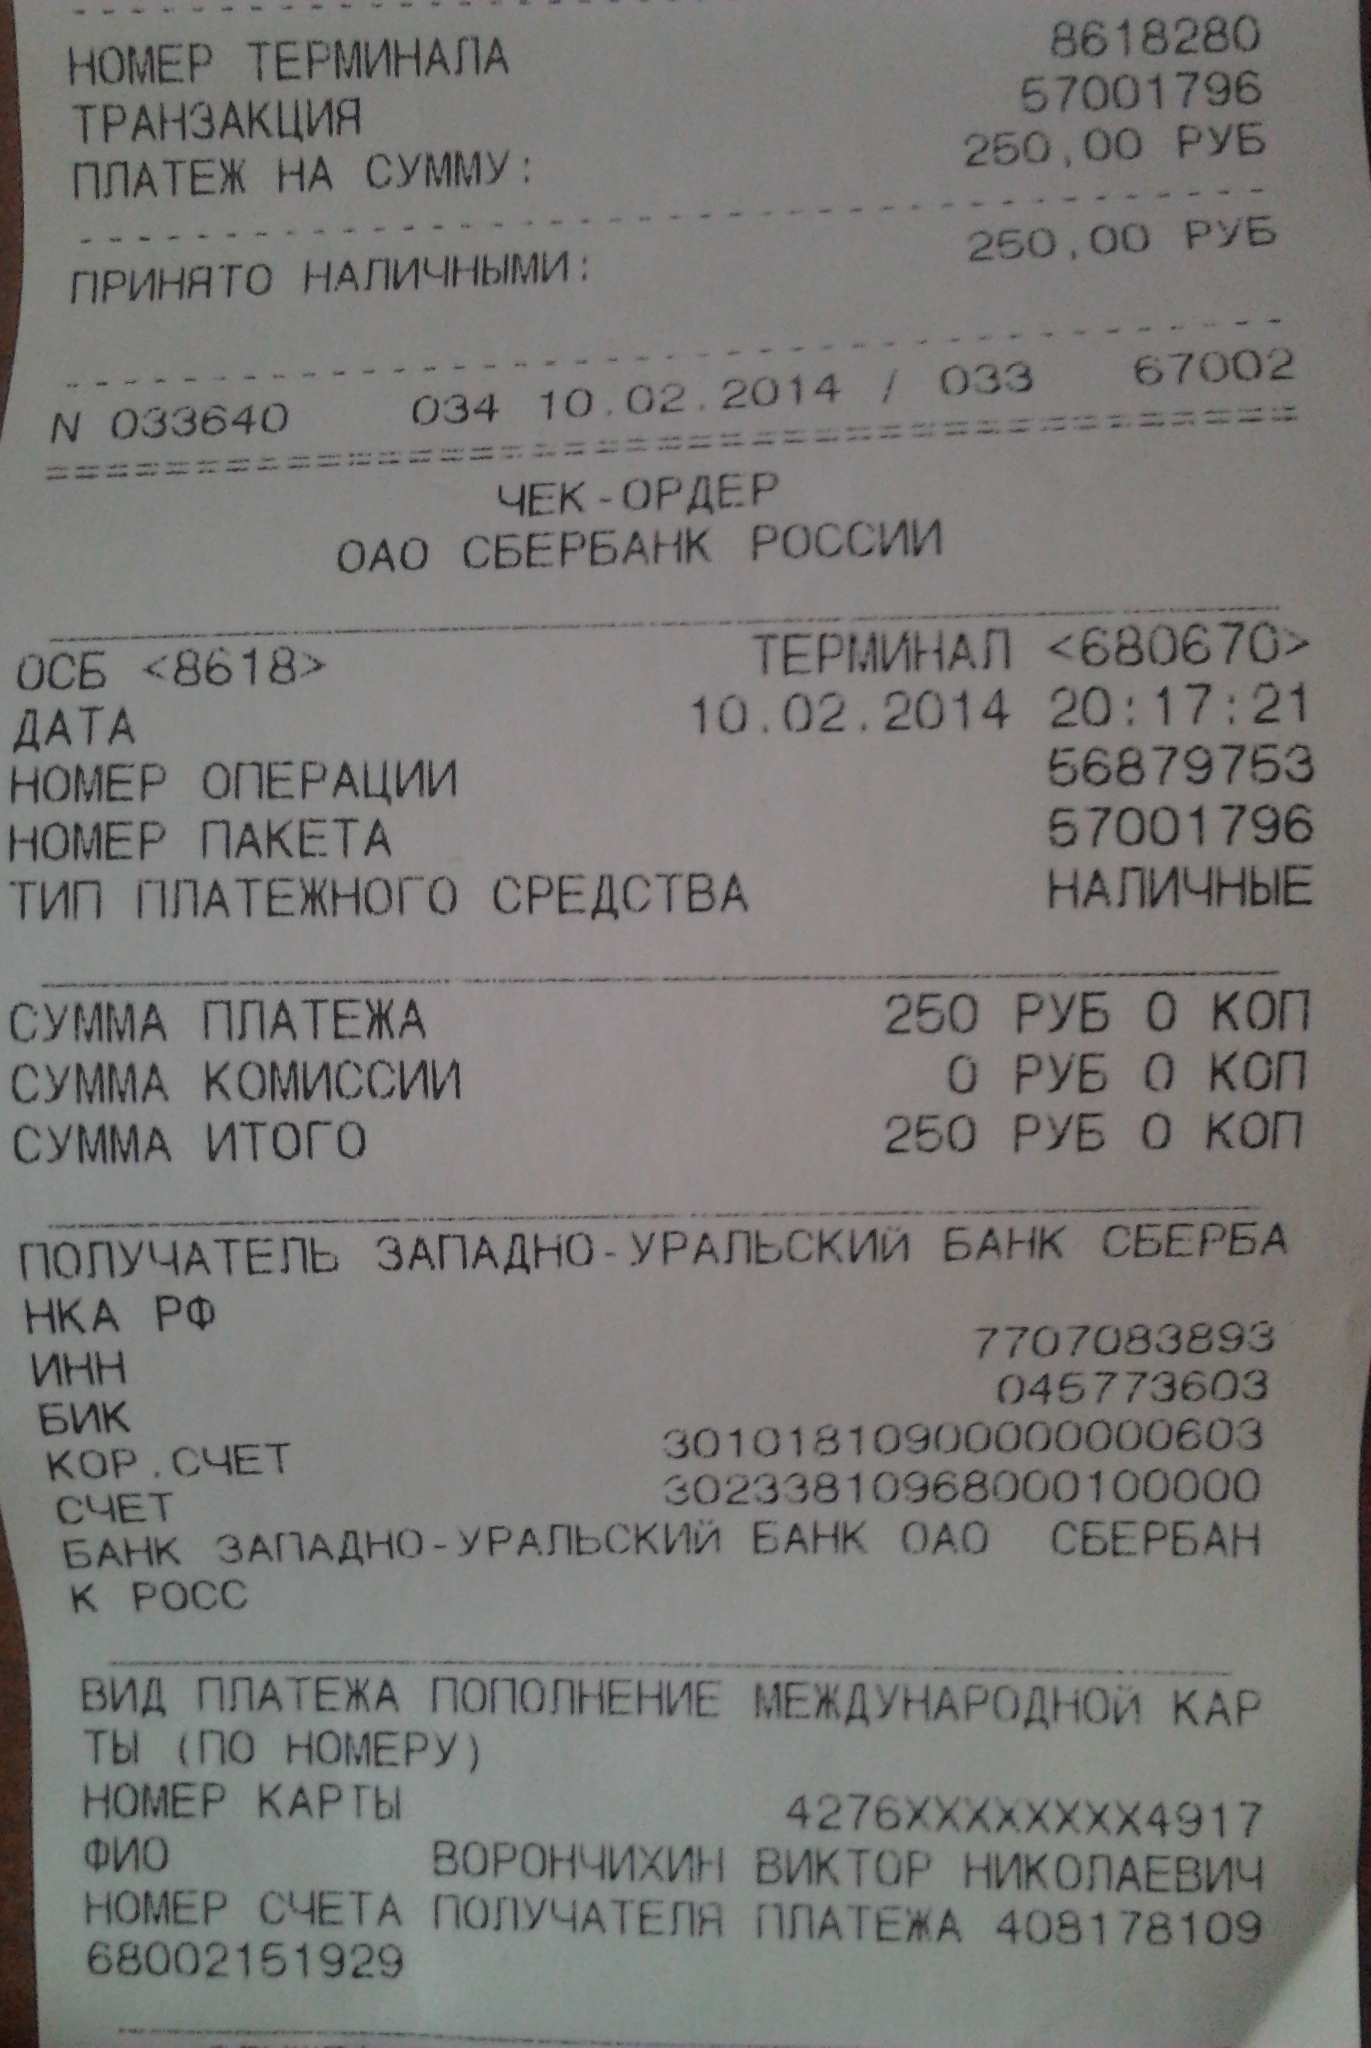 НОМЕР ТЕРМИНАЛА 8618280
ТРАНЗАКЦИЯ 57001796
ПЛАТЕЖ НА СУММУ: 250,00 РУБ
ПРИНЯТО НАЛИЧНЫМИ: 250,00 РУБ
N 033640 034 10.02.2014 / 033 67002
ЧЕК-ОРДЕР
ОАО СБЕРБАНК РОССИИ
ОСБ <8618> ТЕРМИНАЛ <680670>
ДАТА 10.02.2014 20:17:21
НОМЕР ОПЕРАЦИИ 56879753
НОМЕР ПАКЕТА 57001796
ТИП ПЛАТЕЖНОГО СРЕДСТВА НАЛИЧНЫЕ
СУММА ПЛАТЕЖА 250 РУБ 0 КОП
СУММА КОМИССИИ 0 РУБ 0 КОП
СУММА ИТОГО 250 РУБ 0 КОП
ПОЛУЧАТЕЛЬ ЗАПАДНО-УРАЛЬСКИЙ БАНК СБЕРБА
НКА РФ
ИНН 7707083893
БИК 045773603
КОР.СЧЕТ 30101810900000000603
СЧЕТ 30233810968000100000
БАНК ЗАПАДНО-УРАЛЬСКИЙ БАНК ОАО СБЕРБАН
К РОСС
ВИД ПЛАТЕЖА ПОПОЛНЕНИЕ МЕЖДУНАРОДНОЙ КАР
ТЫ (ПО НОМЕРУ)
НОМЕР КАРТЫ 4276XXXXXXXX4917
ФИО ВОРОНЧИХИН ВИКТОР НИКОЛАЕВИЧ
НОМЕР СЧЕТА ПОЛУЧАТЕЛЯ ПЛАТЕЖА 408178109
68002151929